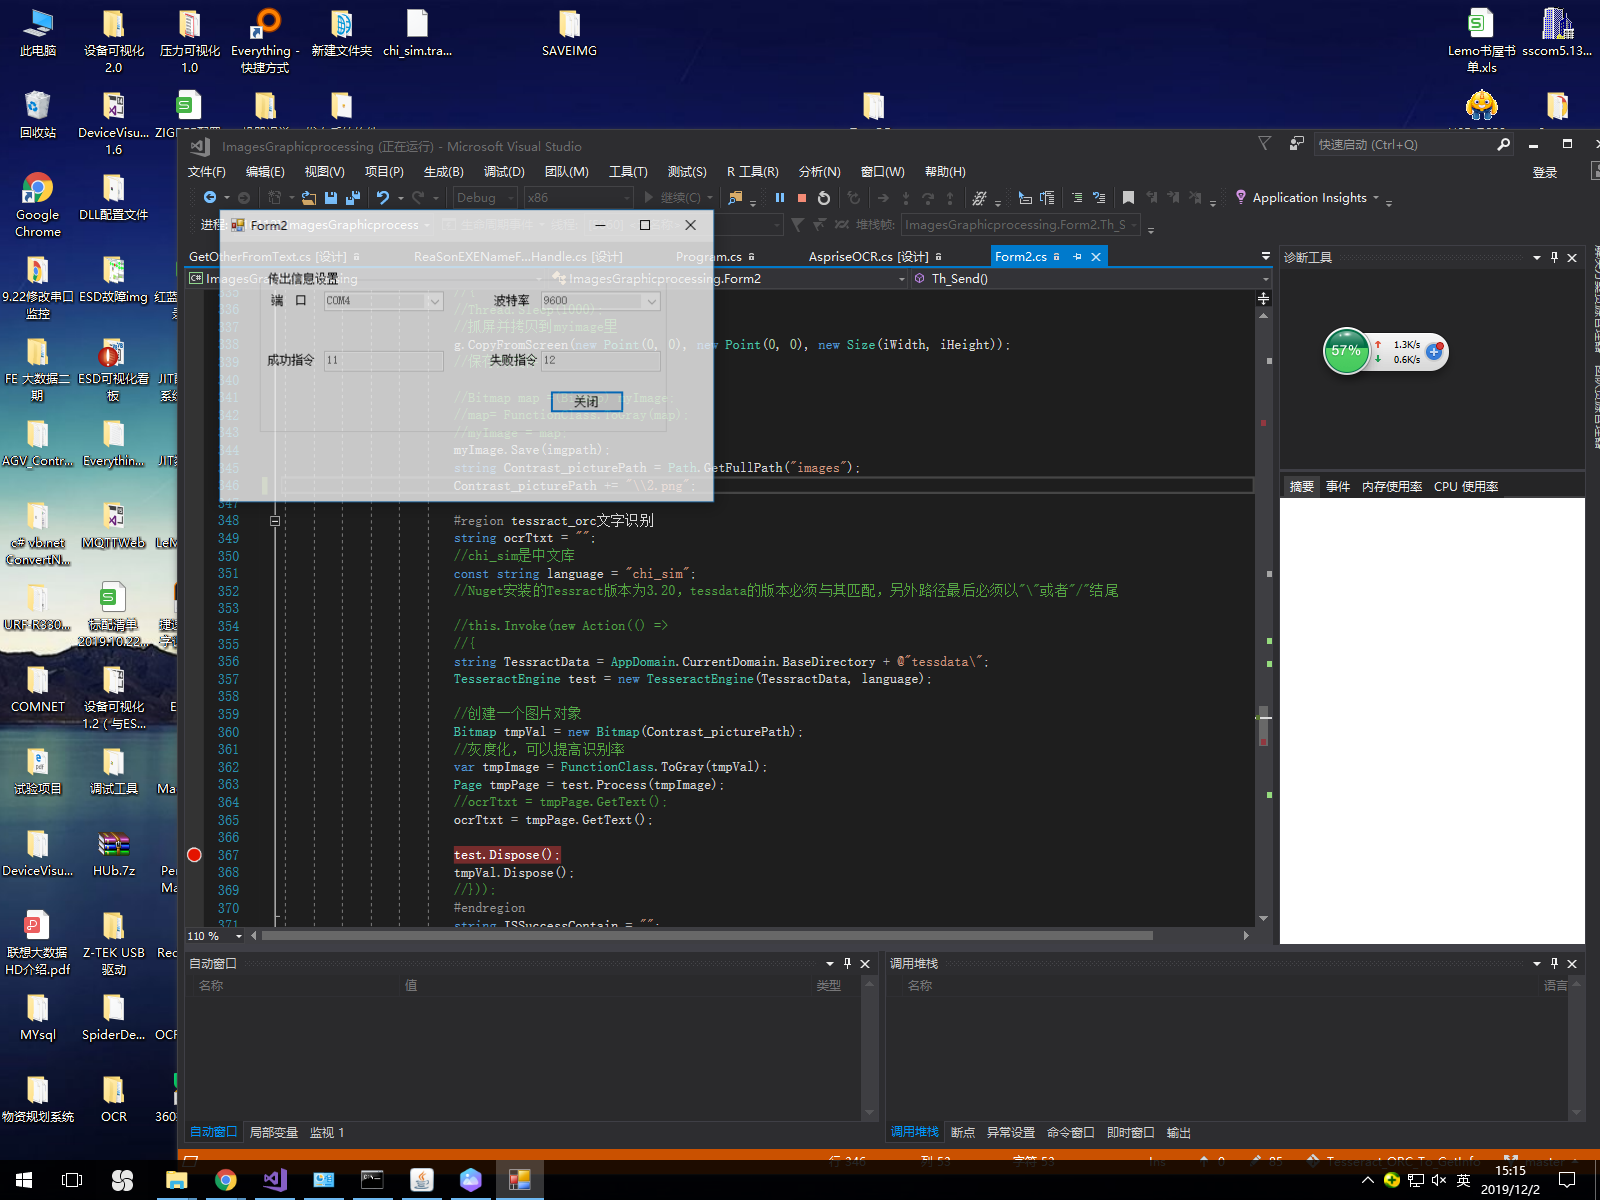 此电脑
设备可视化
2.0
压力可视化
1.0
Everything -
快捷方式
新建文件夹
chi_sim.tra...
SAVEIMG
Lemo书屋书
单.xls
sscom5.13...
回收站
DeviceVisu...
1.6
Google
Chrome
DLL配置文件
9.22修改串口
监控
ESD故障img
红蓝
FE 大数据二
期
ESD可视化看
板
AGV_Contr...
Everythin...
c# vb.net
ConvertN...
MQTTWeb
LeM
URF-R330...
标配清单
2019.10.22...
COMNET
设备可视化
1.2（与ES...
试验项目
调试工具
Ma
DeviceVisu...
HUb.7z
Per
Ma
联想大数据
HD介绍.pdf
Z-TEK USB
驱动
Rec
MYsql
SpiderDe...
OCR
物资规划系统
OCR
360
ImagesGraphicprocessing (正在运行) - Microsoft Visual Studio
快速启动 (Ctrl+Q)
文件(F) 编辑(E) 视图(V) 项目(P) 生成(B) 调试(D) 团队(M) 工具(T) 测试(S) R 工具(R) 分析(N) 窗口(W) 帮助(H)
登录
Debug x86 继续(C) Application Insights
进程: ImagesGraphicprocess 堆栈帧: ImagesGraphicprocessing.Form2.Th_S
GetOtherFromText.cs [设计] ReaSonEXENameF...Handle.cs [设计] Program.cs AspriseOCR.cs [设计] Form2.cs
ImagesGraphicprocessing.Form2 Th_Send()
Form2
传出信息设置
端 口 COM4 波特率 9600
成功指令 11 失败指令 12
关闭
336 //Thread.Sleep(1000);
337 //抓屏并拷贝到myimage里
338 g.CopyFromScreen(new Point(0, 0), new Point(0, 0), new Size(iWidth, iHeight));
339
340
341
342 //map= FunctionClass.ToGray(map);
343 //myImage = map;
344 myImage.Save(imgpath);
345 string Contrast_picturePath = Path.GetFullPath("images");
346 Contrast_picturePath += "\\2.png";
347
348 #region tessract_orc文字识别
349 string ocrTtxt = "";
350 //chi_sim是中文库
351 const string language = "chi_sim";
352 //Nuget安装的Tessract版本为3.20，tessdata的版本必须与其匹配，另外路径最后必须以"\"或者"/"结尾
353
354 //this.Invoke(new Action(() =>
355 //{
356 string TessractData = AppDomain.CurrentDomain.BaseDirectory + @"tessdata\";
357 TesseractEngine test = new TesseractEngine(TessractData, language);
358
359 //创建一个图片对象
360 Bitmap tmpVal = new Bitmap(Contrast_picturePath);
361 //灰度化，可以提高识别率
362 var tmpImage = FunctionClass.ToGray(tmpVal);
363 Page tmpPage = test.Process(tmpImage);
364 //ocrTtxt = tmpPage.GetText();
365 ocrTtxt = tmpPage.GetText();
366
367 test.Dispose();
368 tmpVal.Dispose();
369 //}));
370 #endregion
371 string ISSuccessContain = "";
110 %
诊断工具
57% 1.3K/s
0.6K/s
摘要 事件 内存使用率 CPU 使用率
自动窗口
名称 值 类型
调用堆栈
名称 语言
自动窗口 局部变量 监视 1
调用堆栈 断点 异常设置 命令窗口 即时窗口 输出
行 346 列 53 字符 53 Ins 0 85 Tesseract_ORC_To_GetInfo master
英 15:15
2019/12/2